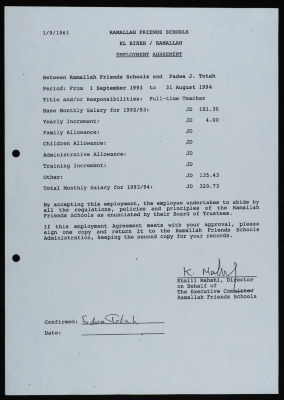 1/9/1961
RAMALLAH FRIENDS SCHOOLS
EL BIREH / RAMALLAH
EMPLOYMENT AGREEMENT
Between Ramallah Friends Schools and Fadwa J. Totah
Period: From 1 September 1993 to 31 August 1994
Title and/or Responsibilities: Full-time Teacher
Base Monthly Salary for 1992/93: JD 181.30
Yearly Increment: JD 4.00
Family Allowance: JD
Children Allowance: JD
Administrative Allowance: JD
Training Increment: JD
Other: JD 135.43
Total Monthly Salary for 1993/94: JD 320.73
By accepting this employment, the employee undertakes to abide by
all the regulations, policies and principles of the Ramallah
Friends Schools as enunciated by their Board of Trustees.
If this employment Agreement meets with your approval, please
sign one copy and return it to the Ramallah Friends Schools
Administration, keeping the second copy for your records.
K. Mahshi
Khalil Mahshi, Director
on Behalf of
The Executive Committee
Ramallah Friends Schools
Confirmed: Fadwa Totah
Date: